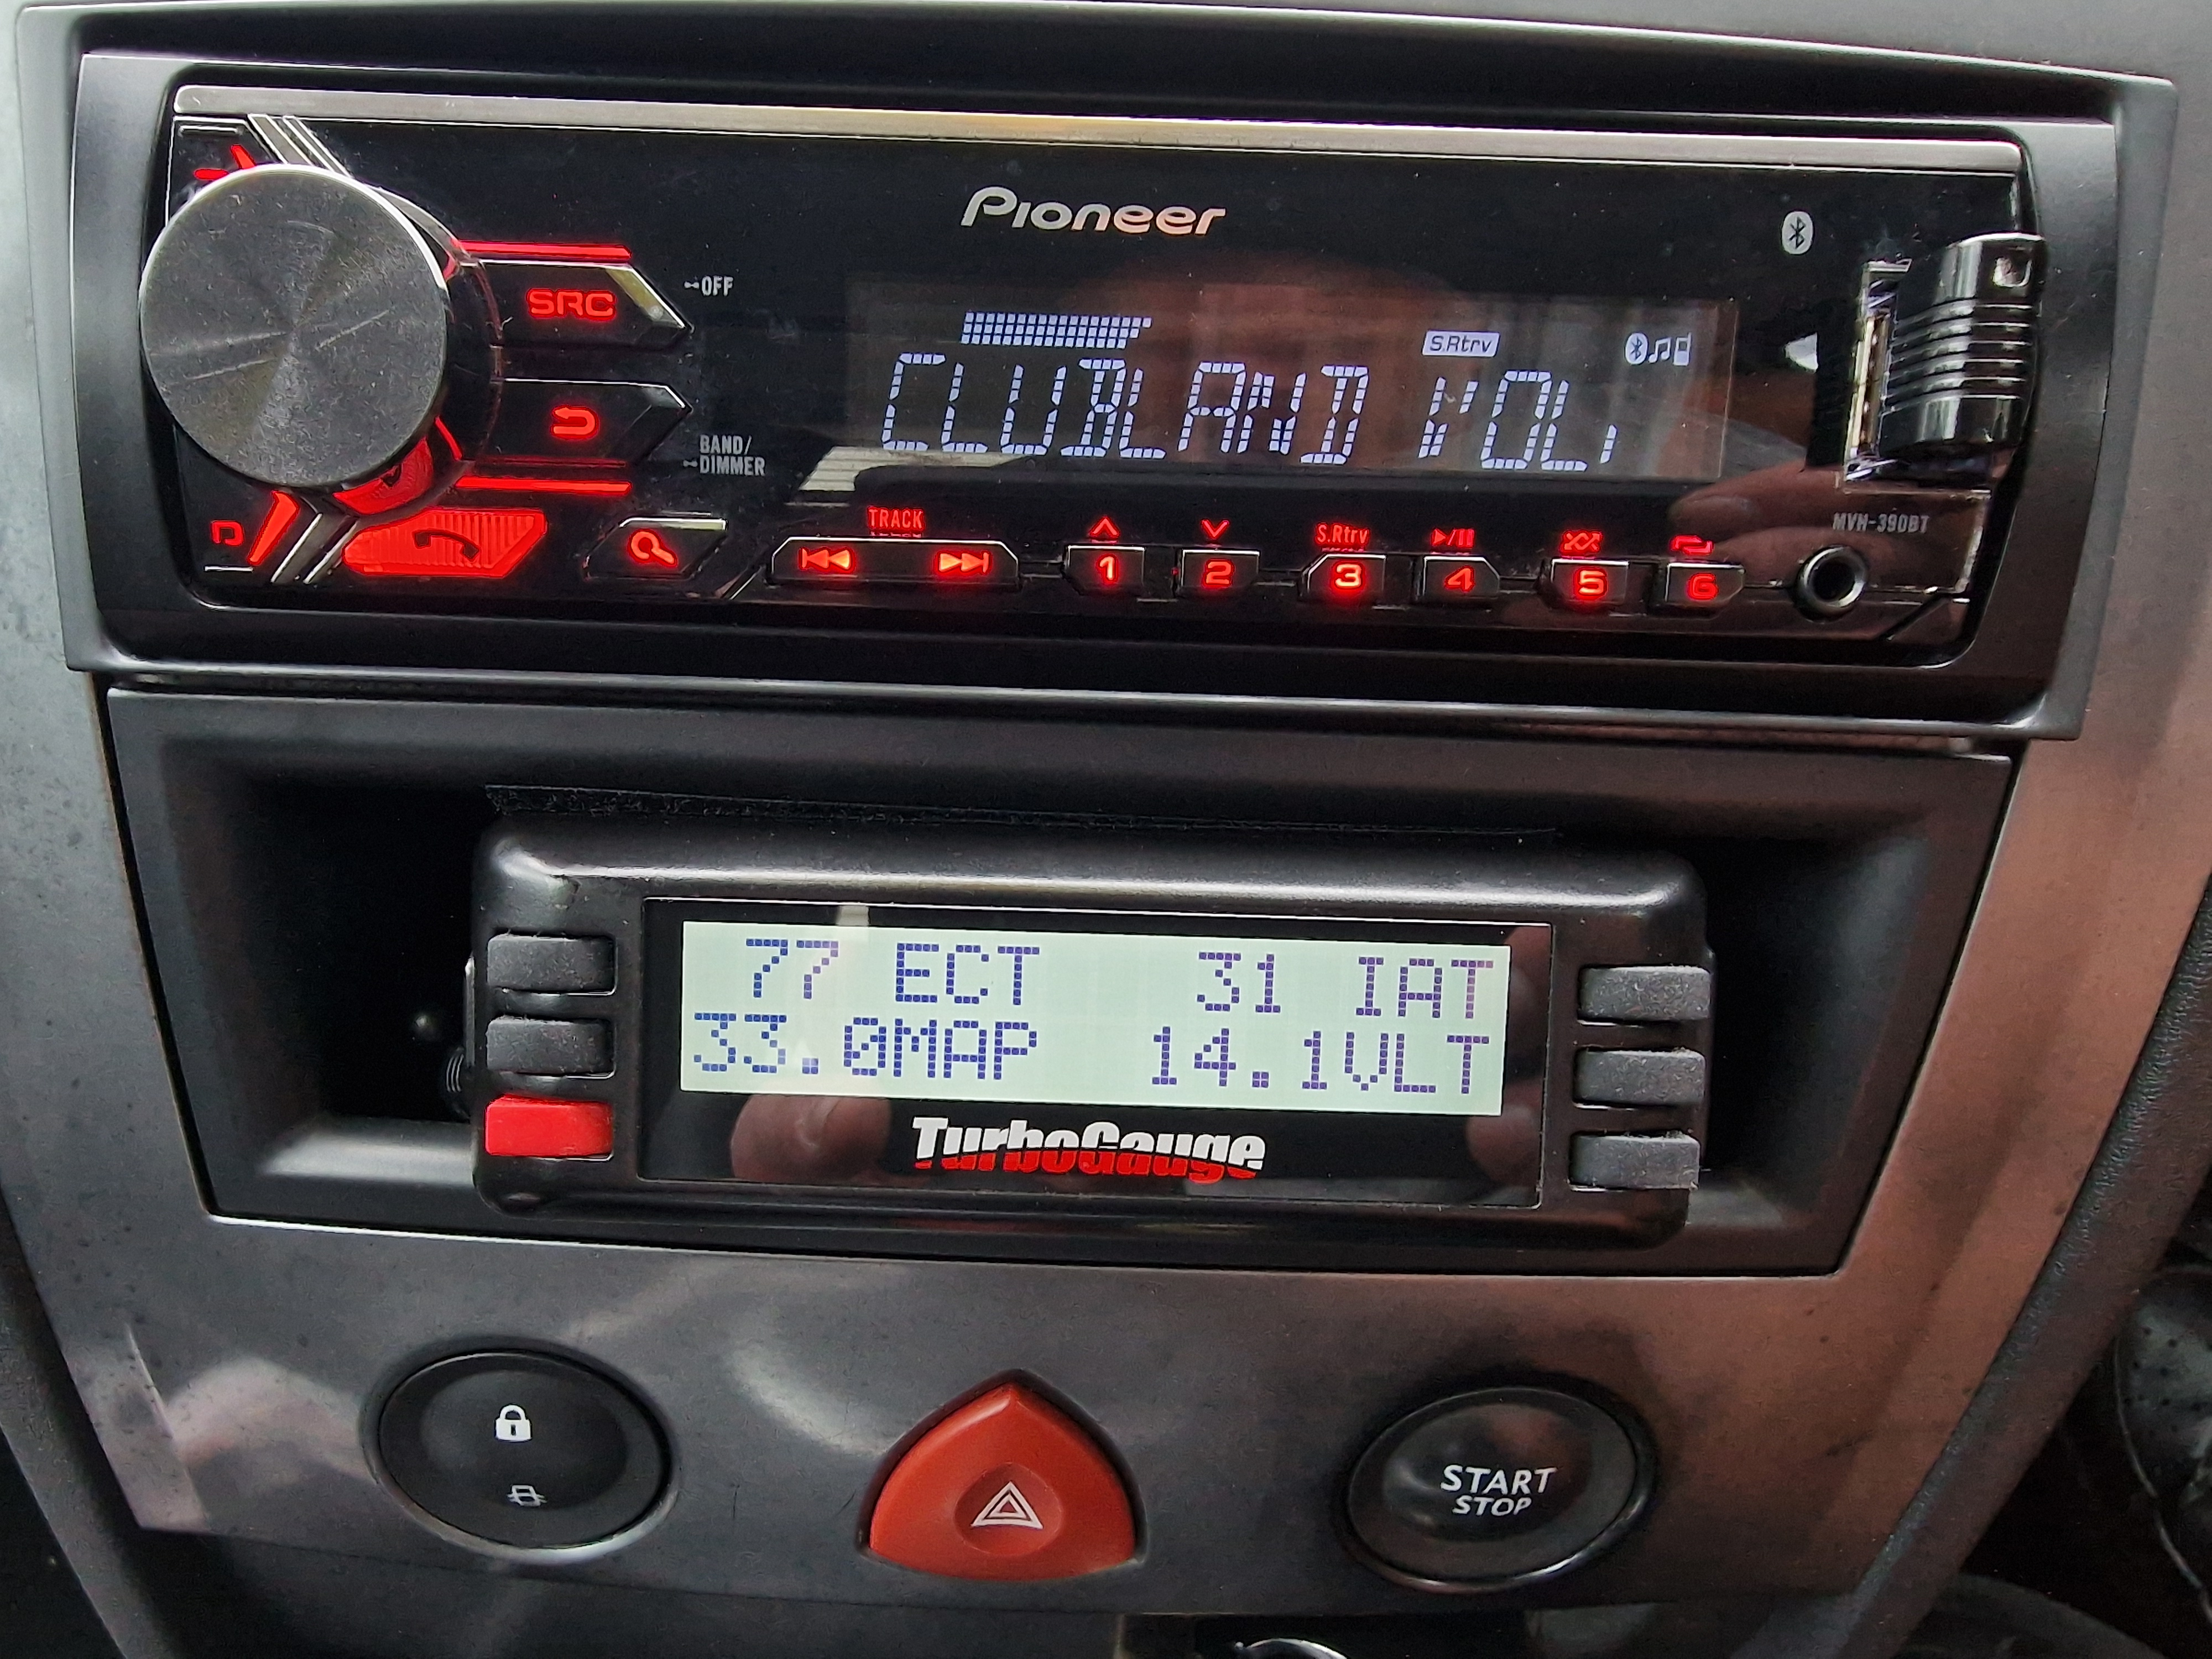 Pioneer
SRC
OFF
S.Rtrv
CLUBLAND VOL,
BAND/
DIMMER
D
TRACK
S.Rtrv
1 2 3 4 5 6
MVH-390BT
77 ECT 31 IAT
33.0MAP 14.1VLT
TurboGauge
START
STOP